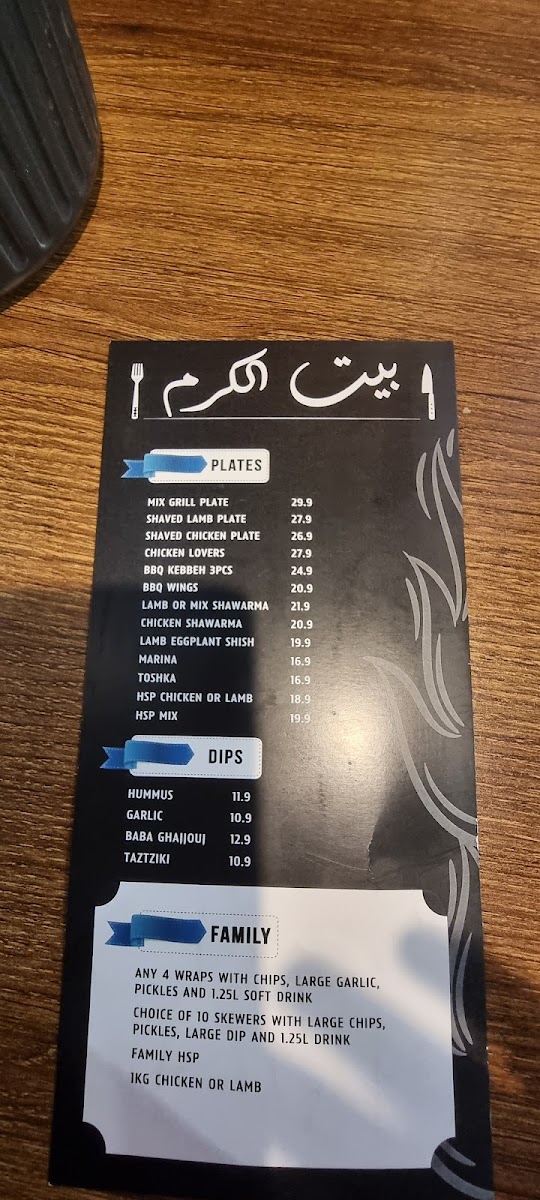 بيت الكرم
PLATES
MIX GRILL PLATE 29.9
SHAVED LAMB PLATE 27.9
SHAVED CHICKEN PLATE 26.9
CHICKEN LOVERS 27.9
BBQ KEBBEH 3PCS 24.9
BBQ WINGS 20.9
LAMB OR MIX SHAWARMA 21.9
CHICKEN SHAWARMA 20.9
LAMB EGGPLANT SHISH 19.9
MARINA 16.9
TOSHKA 16.9
HSP CHICKEN OR LAMB 18.9
HSP MIX 19.9
DIPS
HUMMUS 11.9
GARLIC 10.9
BABA GHAJJOUJ 12.9
TAZTZIKI 10.9
FAMILY
ANY 4 WRAPS WITH CHIPS, LARGE GARLIC,
PICKLES AND 1.25L SOFT DRINK
CHOICE OF 10 SKEWERS WITH LARGE CHIPS,
PICKLES, LARGE DIP AND 1.25L DRINK
FAMILY HSP
1KG CHICKEN OR LAMB